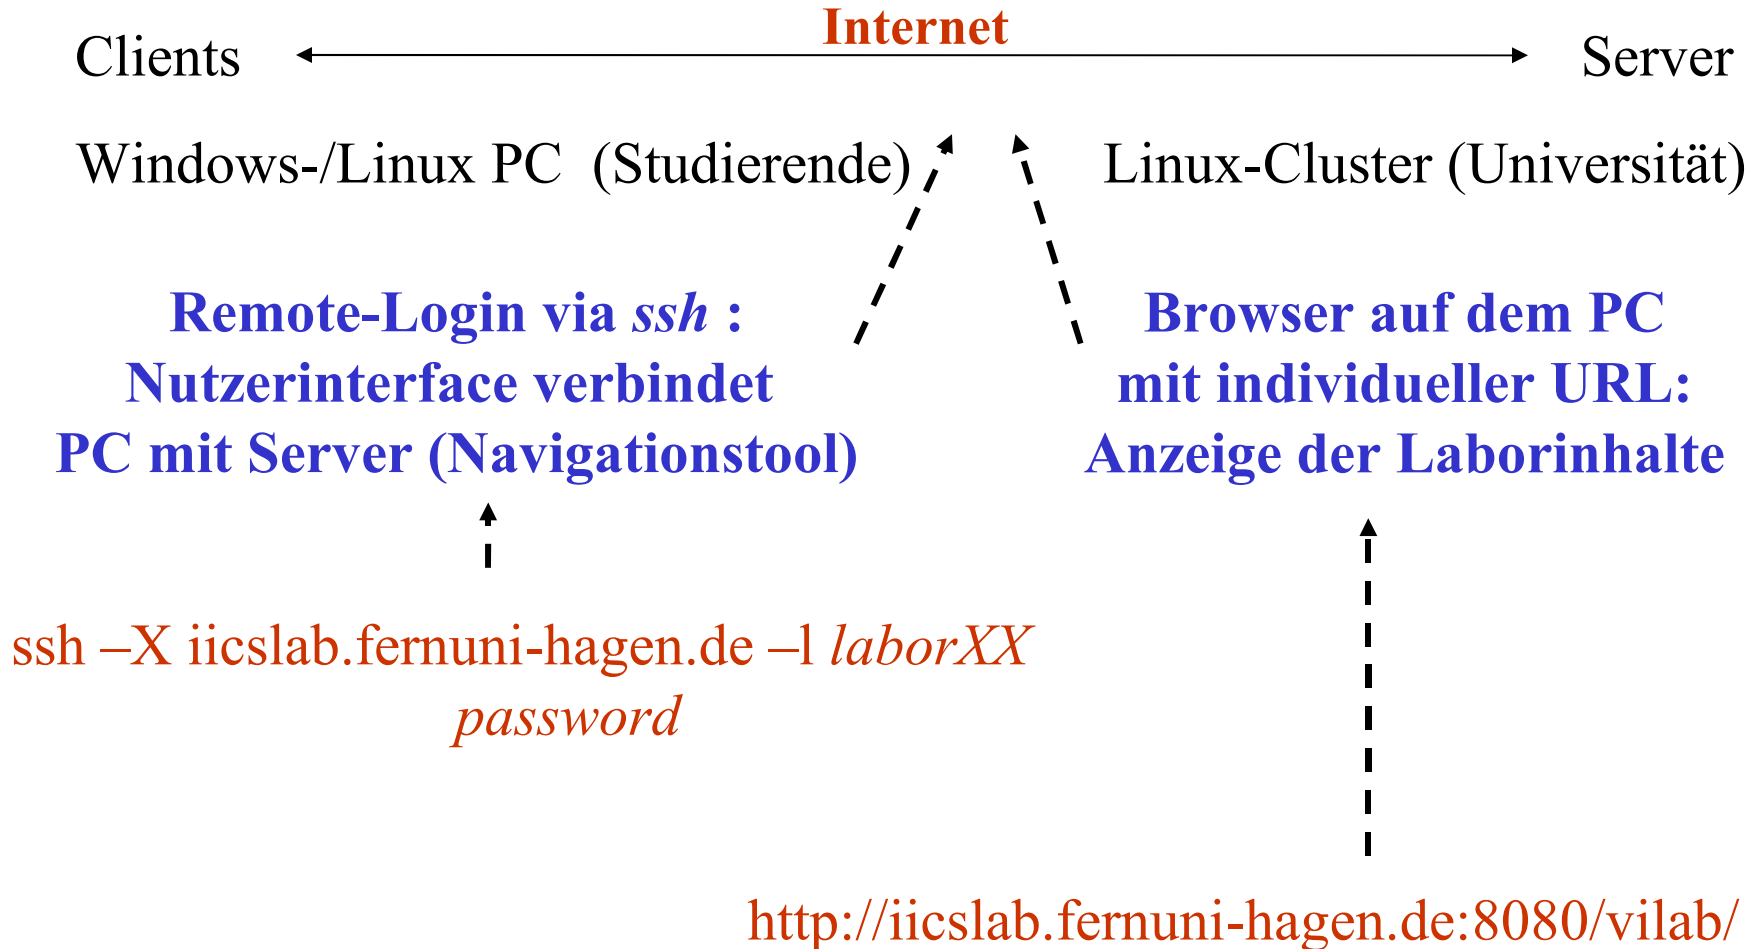 Internet
Clients
Server
Windows-/Linux PC (Studierende)
Linux-Cluster (Universität)
Remote-Login via ssh :
Nutzerinterface verbindet
PC mit Server (Navigationstool)
Browser auf dem PC
mit individueller URL:
Anzeige der Laborinhalte
ssh –X iicslab.fernuni-hagen.de –l laborXX
password
http://iicslab.fernuni-hagen.de:8080/vilab/